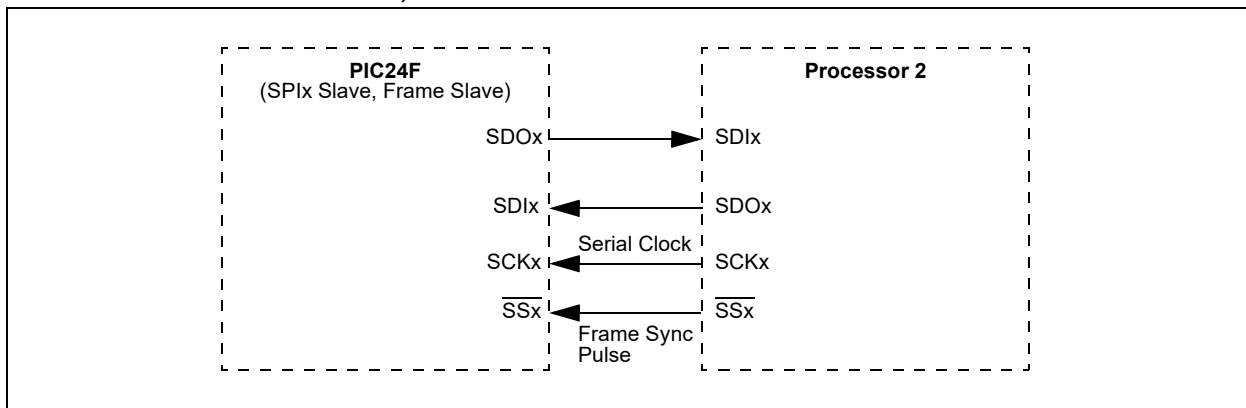 PIC24F
(SPIx Slave, Frame Slave)
Processor 2
SDOx
SDIx
SDIx
SDOx
Serial Clock
SCKx
SCKx
SSx
SSx
Frame Sync
Pulse